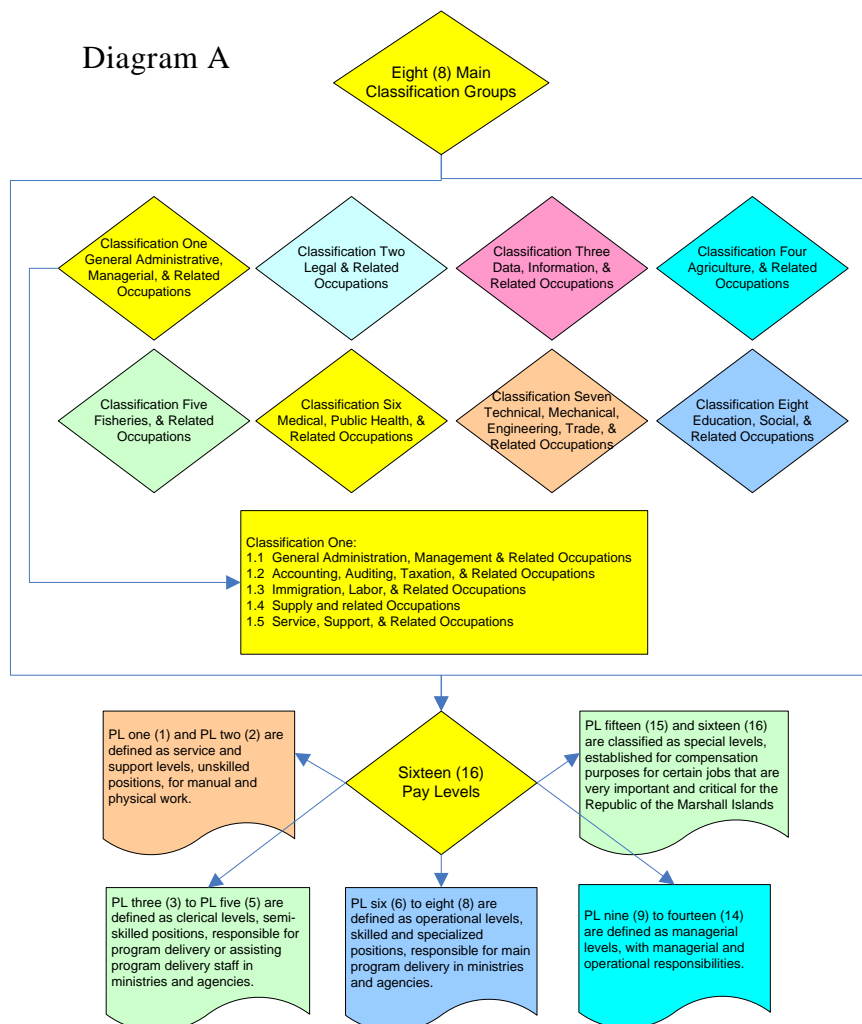 Diagram A
Eight (8) Main
Classification Groups
Classification One
General Administrative,
Managerial, & Related
Occupations
Classification Two
Legal & Related
Occupations
Classification Three
Data, Information, &
Related Occupations
Classification Four
Agriculture, & Related
Occupations
Classification Five
Fisheries, & Related
Occupations
Classification Six
Medical, Public Health, &
Related Occupations
Classification Seven
Technical, Mechanical,
Engineering, Trade, &
Related Occupations
Classification Eight
Education, Social, &
Related Occupations
Classification One:
1.1 General Administration, Management & Related Occupations
1.2 Accounting, Auditing, Taxation, & Related Occupations
1.3 Immigration, Labor, & Related Occupations
1.4 Supply and related Occupations
1.5 Service, Support, & Related Occupations
PL one (1) and PL two (2) are
defined as service and
support levels, unskilled
positions, for manual and
physical work.
Sixteen (16)
Pay Levels
PL fifteen (15) and sixteen (16)
are classified as special levels,
established for compensation
purposes for certain jobs that are
very important and critical for the
Republic of the Marshall Islands
PL three (3) to PL five (5) are
defined as clerical levels, semi-
skilled positions, responsible for
program delivery or assisting
program delivery staff in
ministries and agencies.
PL six (6) to eight (8) are
defined as operational levels,
skilled and specialized
positions, responsible for main
program delivery in ministries
and agencies.
PL nine (9) to fourteen (14)
are defined as managerial
levels, with managerial and
operational responsibilities.